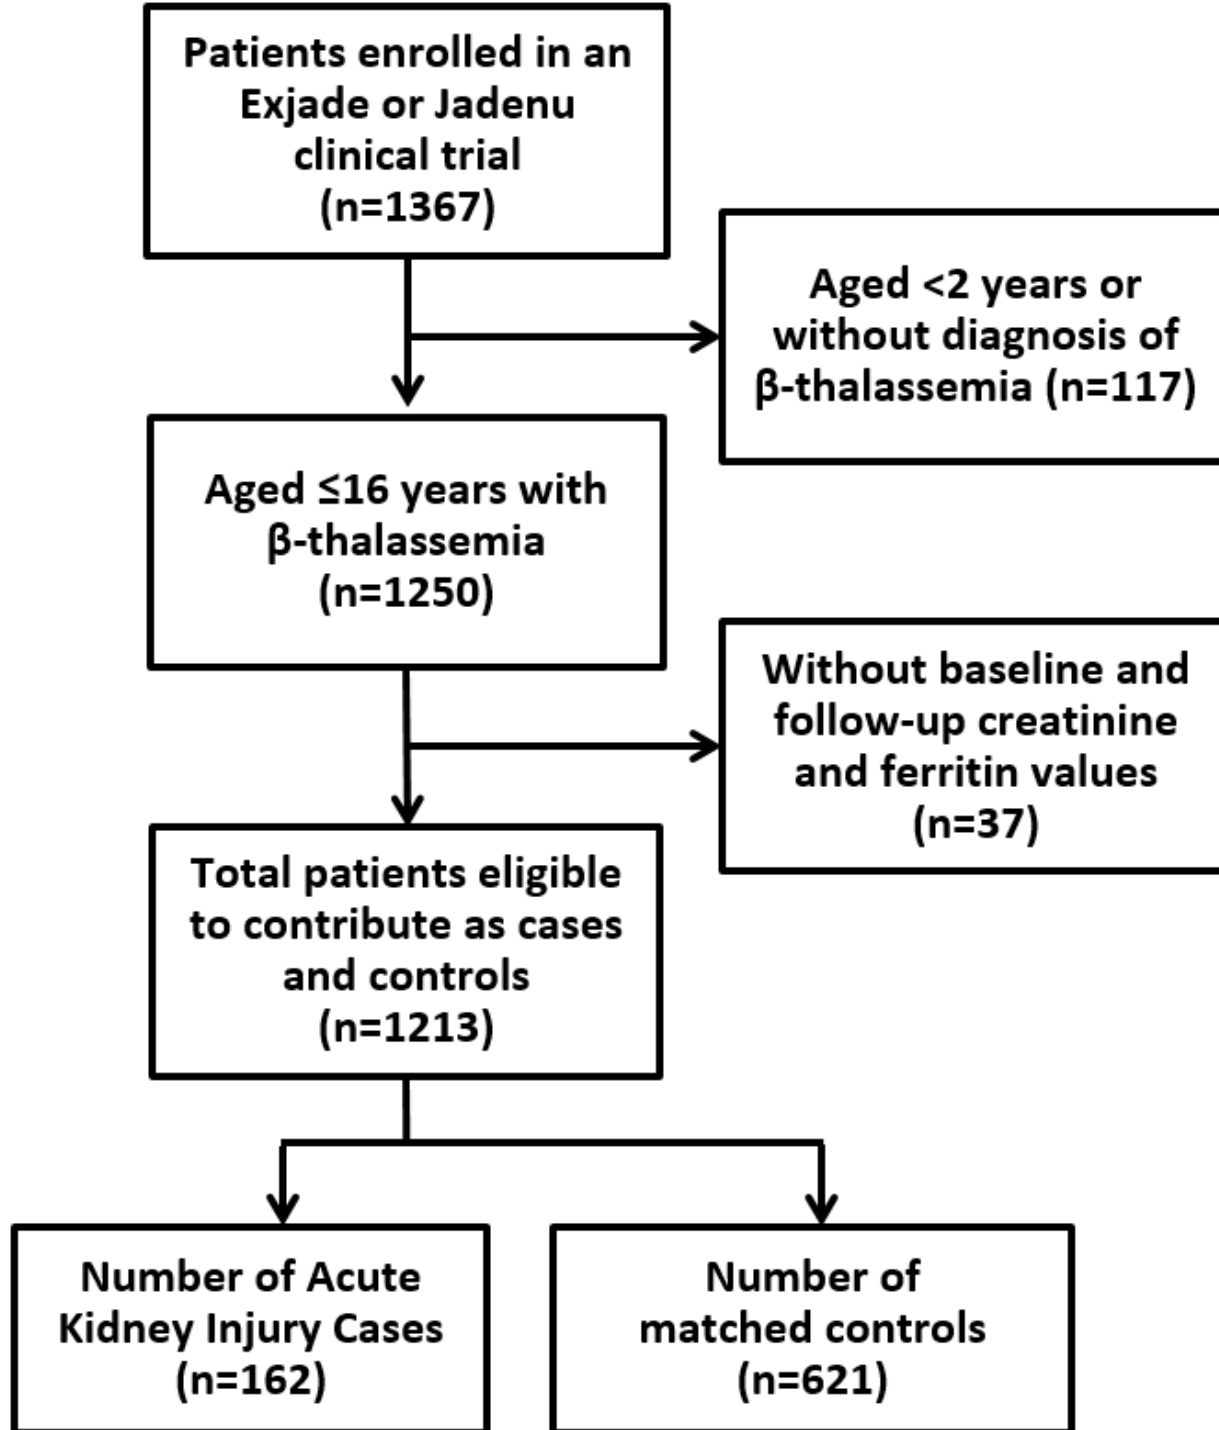 Patients enrolled in an
Exjade or Jadenu
clinical trial
(n=1367)
Aged <2 years or
without diagnosis of
β-thalassemia (n=117)
Aged ≤16 years with
β-thalassemia
(n=1250)
Without baseline and
follow-up creatinine
and ferritin values
(n=37)
Total patients eligible
to contribute as cases
and controls
(n=1213)
Number of Acute
Kidney Injury Cases
(n=162)
Number of
matched controls
(n=621)